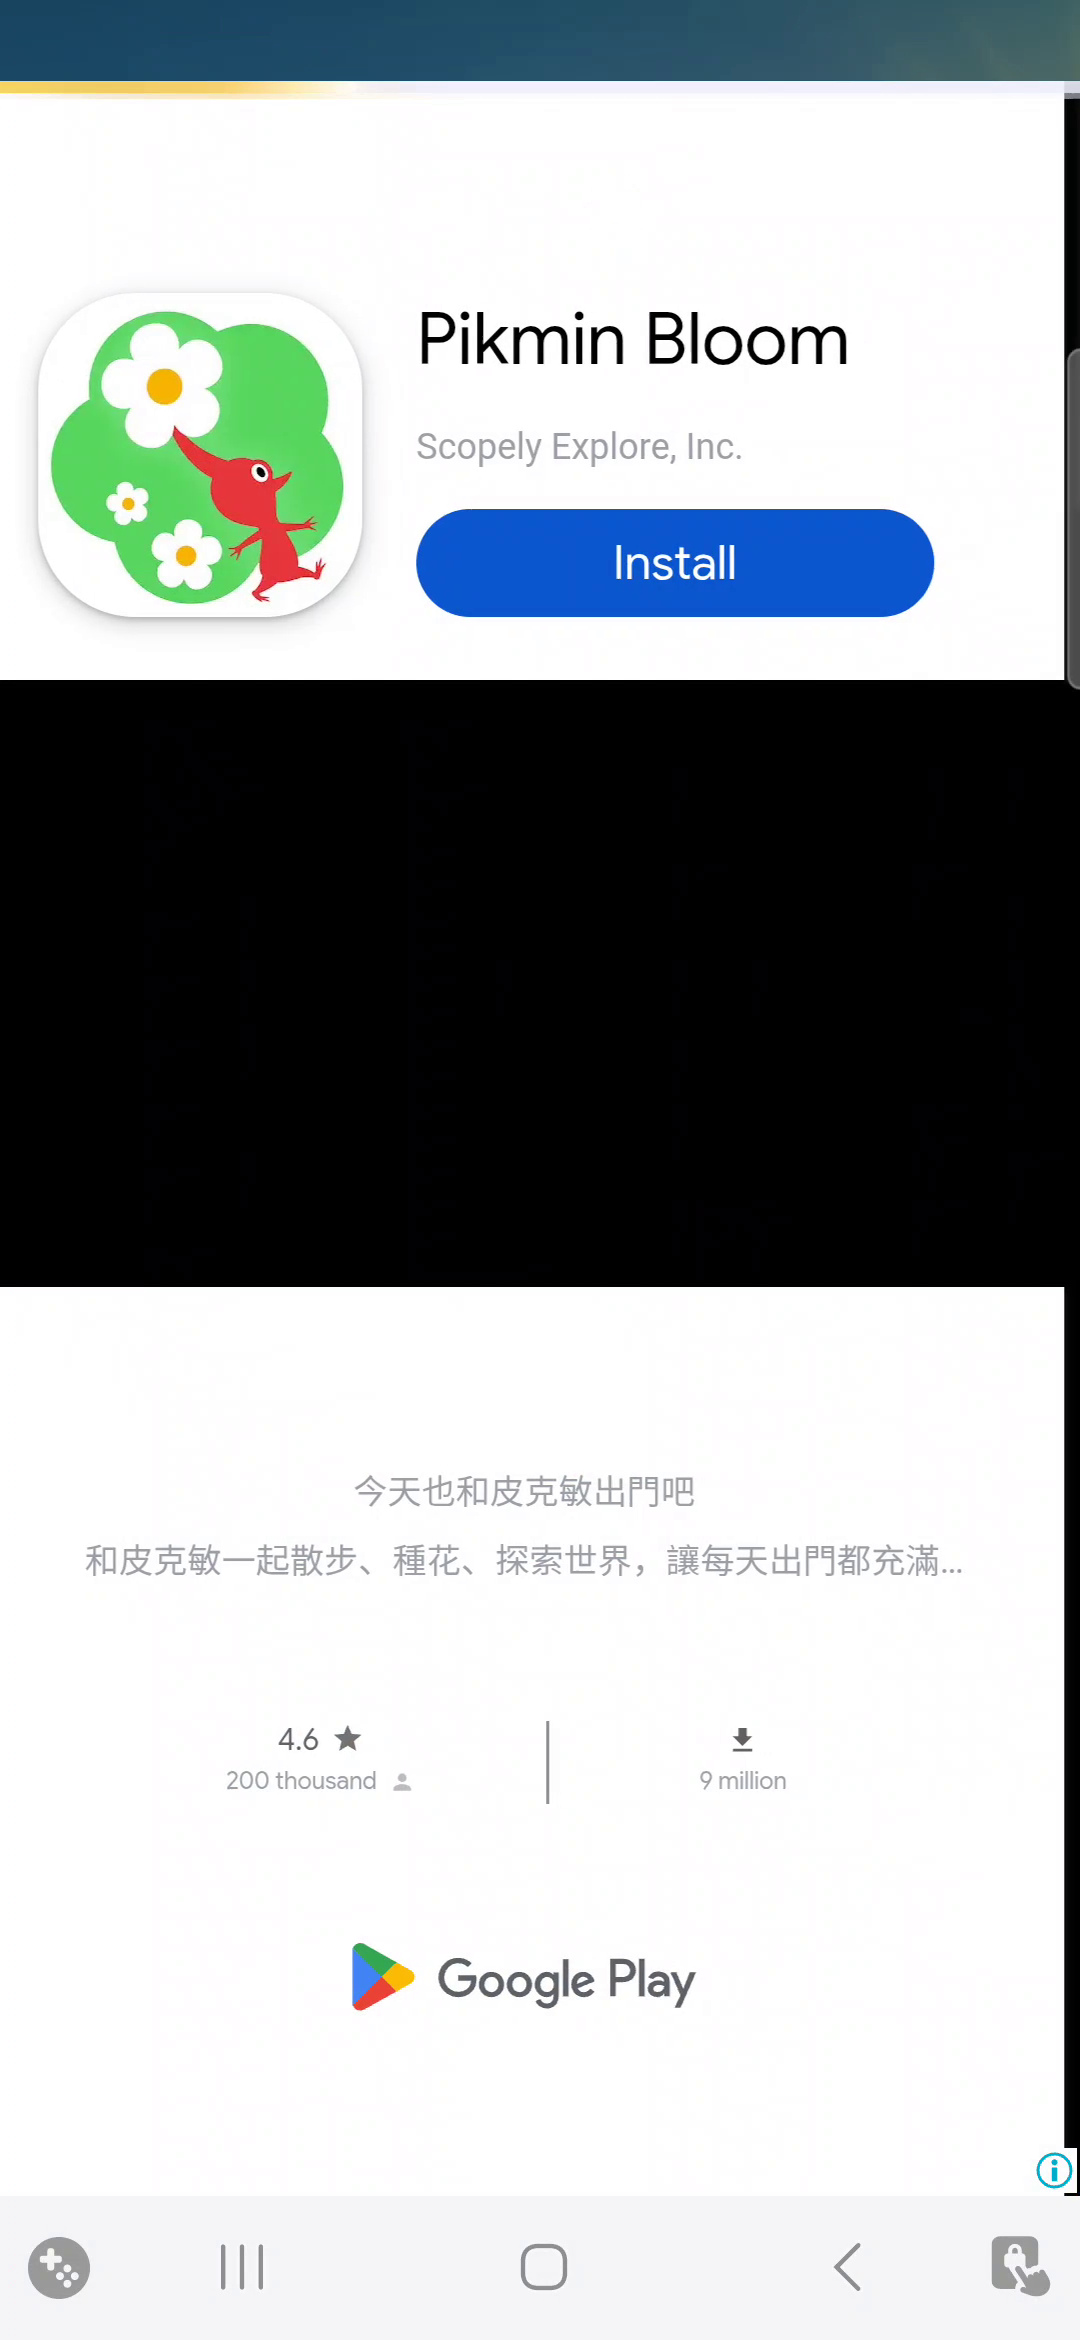 Pikmin Bloom
Scopely Explore, Inc.
Install
今天也和皮克敏出門吧
和皮克敏一起散步、種花、探索世界，讓每天出門都充滿...
4.6
200 thousand
9 million
Google Play